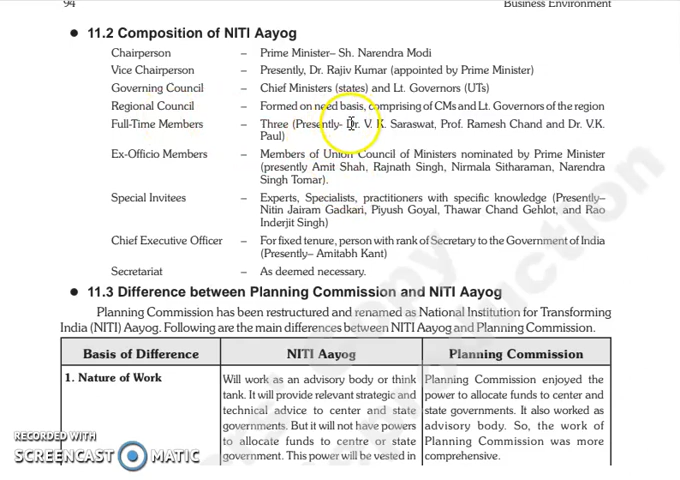 94
Business Environment
11.2 Composition of NITI Aayog
Chairperson – Prime Minister– Sh. Narendra Modi
Vice Chairperson – Presently, Dr. Rajiv Kumar (appointed by Prime Minister)
Governing Council – Chief Ministers (states) and Lt. Governors (UTs)
Regional Council – Formed on need basis, comprising of CMs and Lt. Governors of the region
Full-Time Members – Three (Presently- Dr. V. K. Saraswat, Prof. Ramesh Chand and Dr. V.K.
Paul)
Ex-Officio Members – Members of Union Council of Ministers nominated by Prime Minister
(presently Amit Shah, Rajnath Singh, Nirmala Sitharaman, Narendra
Singh Tomar).
Special Invitees – Experts, Specialists, practitioners with specific knowledge (Presently–
Nitin Jairam Gadkari, Piyush Goyal, Thawar Chand Gehlot, and Rao
Inderjit Singh)
Chief Executive Officer – For fixed tenure, person with rank of Secretary to the Government of India
(Presently– Amitabh Kant)
Secretariat – As deemed necessary.
11.3 Difference between Planning Commission and NITI Aayog
Planning Commission has been restructured and renamed as National Institution for Transforming
India (NITI) Aayog. Following are the main differences between NITI Aayog and Planning Commission.
Basis of Difference NITI Aayog Planning Commission
1. Nature of Work
Will work as an advisory body or think
tank. It will provide relevant strategic and
technical advice to center and state
governments. But it will not have powers
to allocate funds to centre or state
government. This power will be vested in
Planning Commission enjoyed the
power to allocate funds to center and
state governments. It also worked as
advisory body. So, the work of
Planning Commission was more
comprehensive.
RECORDED WITH
SCREENCAST MATIC